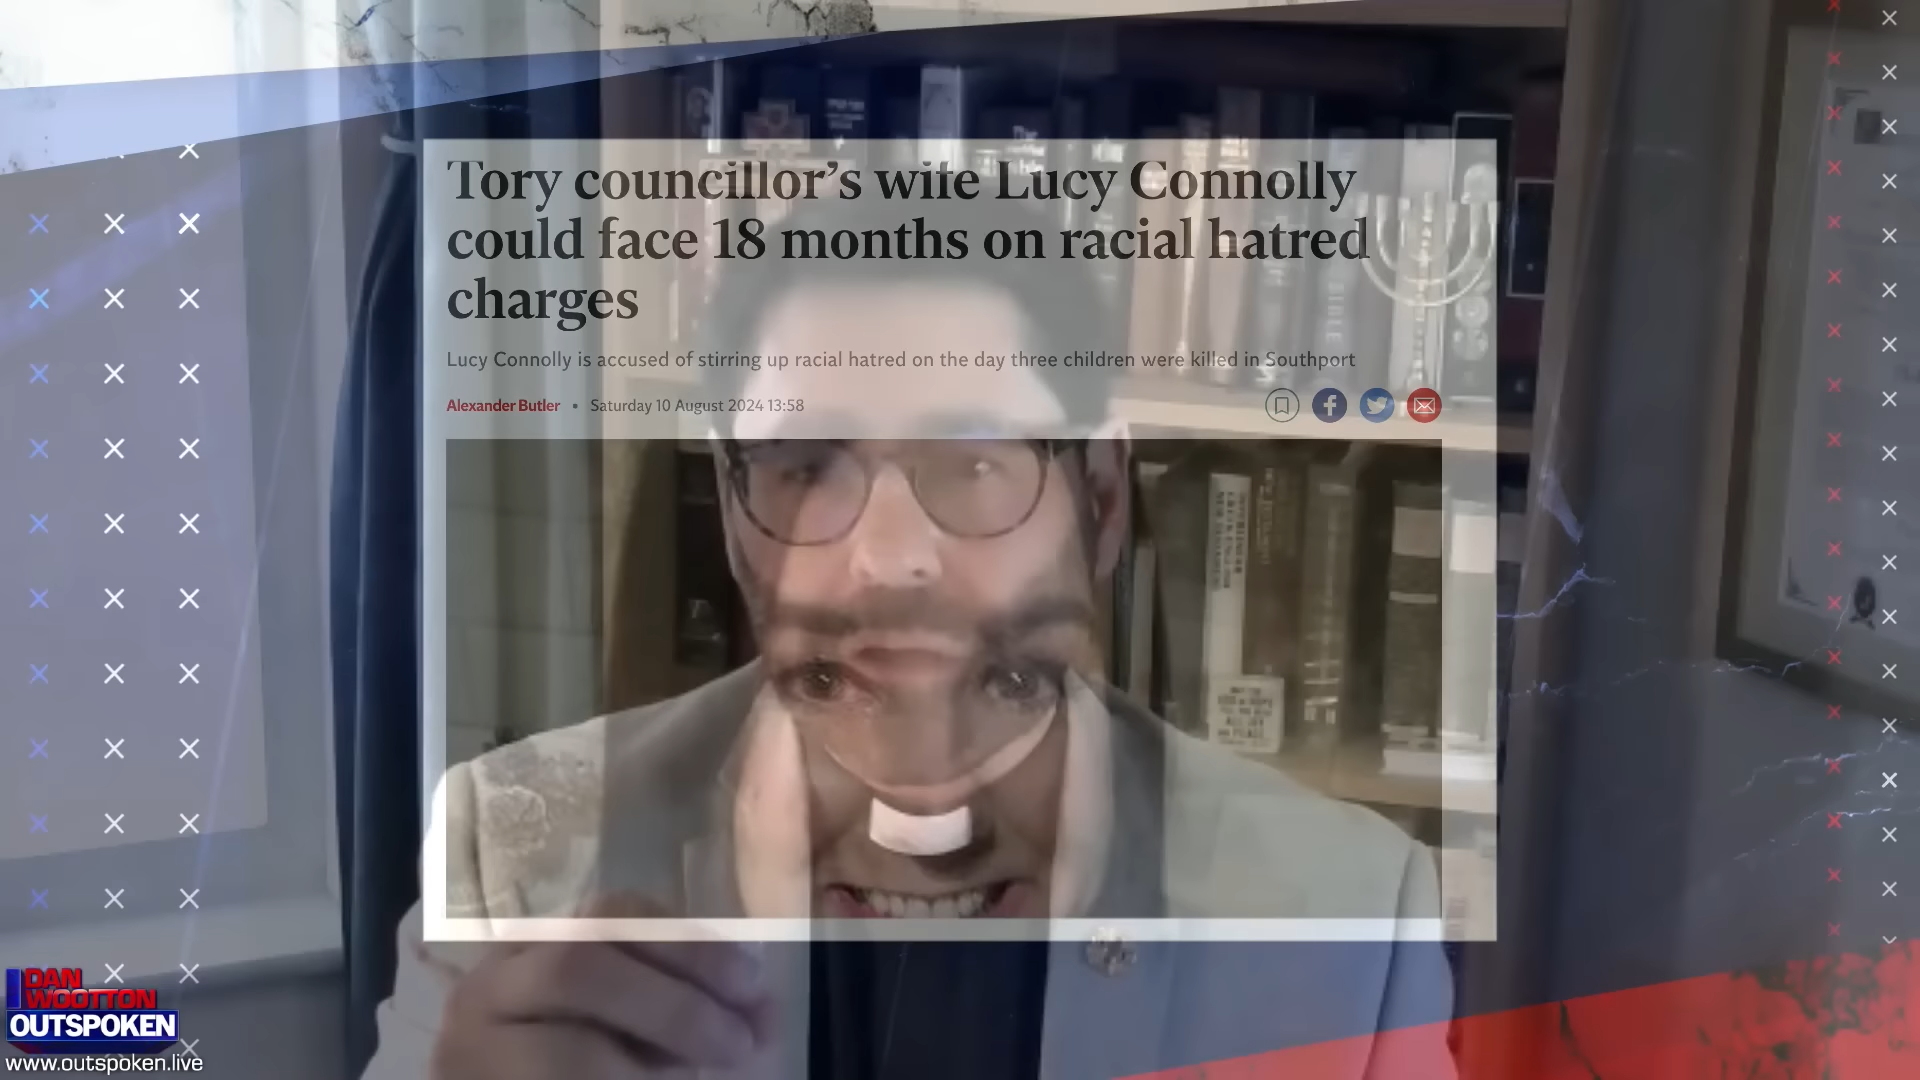 Tory councillor's wife Lucy Connolly
could face 18 months on racial hatred
charges
Lucy Connolly is accused of stirring up racial hatred on the day three children were killed in Southport
Alexander Butler • Saturday 10 August 2024 13:58
BIBLE
DAN
WOOTTON
OUTSPOKEN
www.outspoken.live